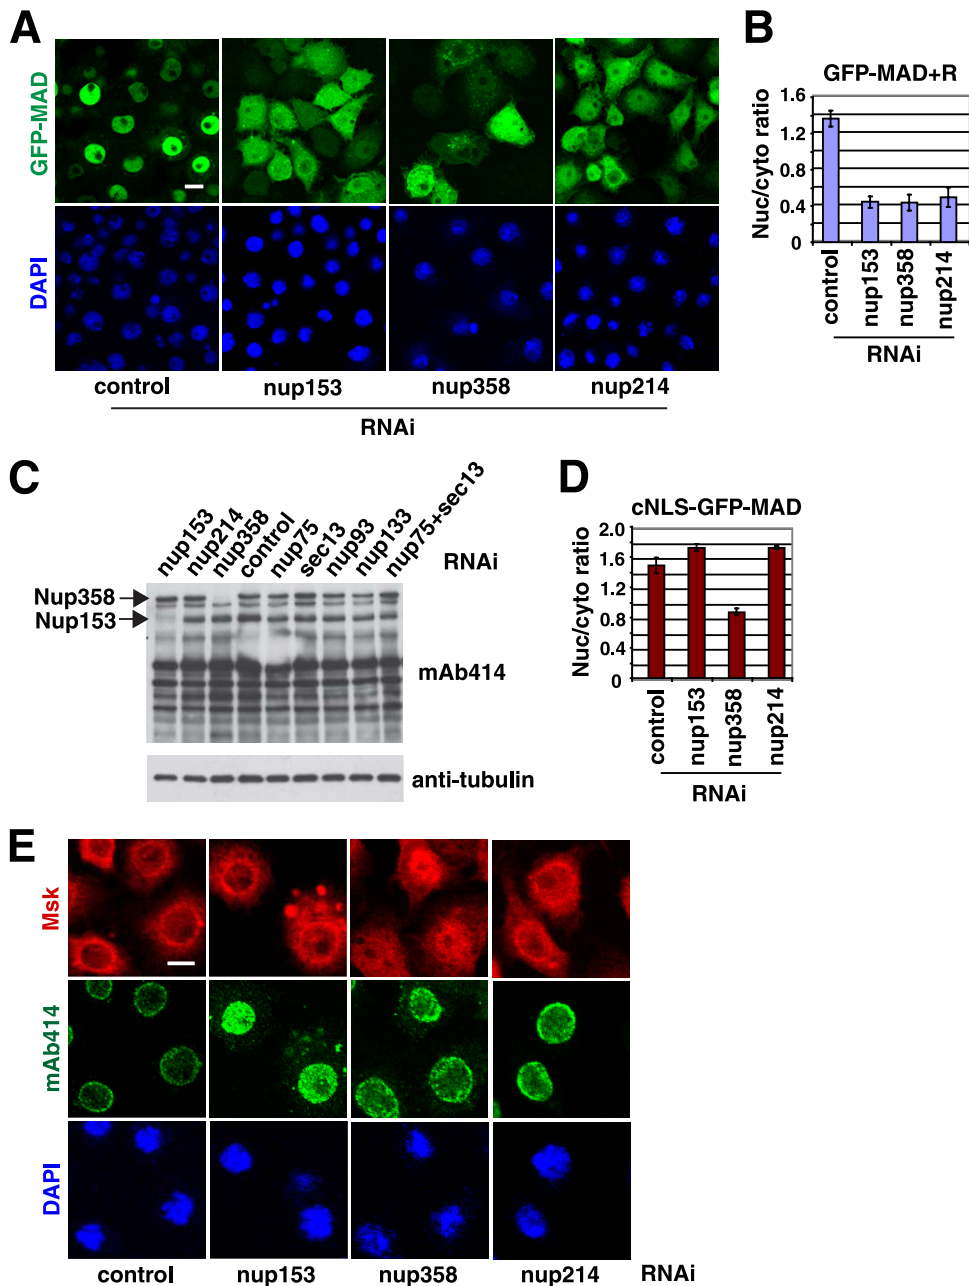 A
GFP-MAD
DAPI
control
nup153
nup358
nup214
RNAi
B
GFP-MAD+R
Nuc/cyto ratio
1.6
1.2
0.8
0.4
0
control
nup153
nup358
nup214
RNAi
C
nup153
nup214
nup358
control
nup75
sec13
nup93
nup133
nup75+sec13
RNAi
Nup358
Nup153
mAb414
anti-tubulin
D
cNLS-GFP-MAD
Nuc/cyto ratio
2.0
1.6
1.2
0.8
0.4
0
control
nup153
nup358
nup214
RNAi
E
Msk
mAb414
DAPI
control
nup153
nup358
nup214
RNAi